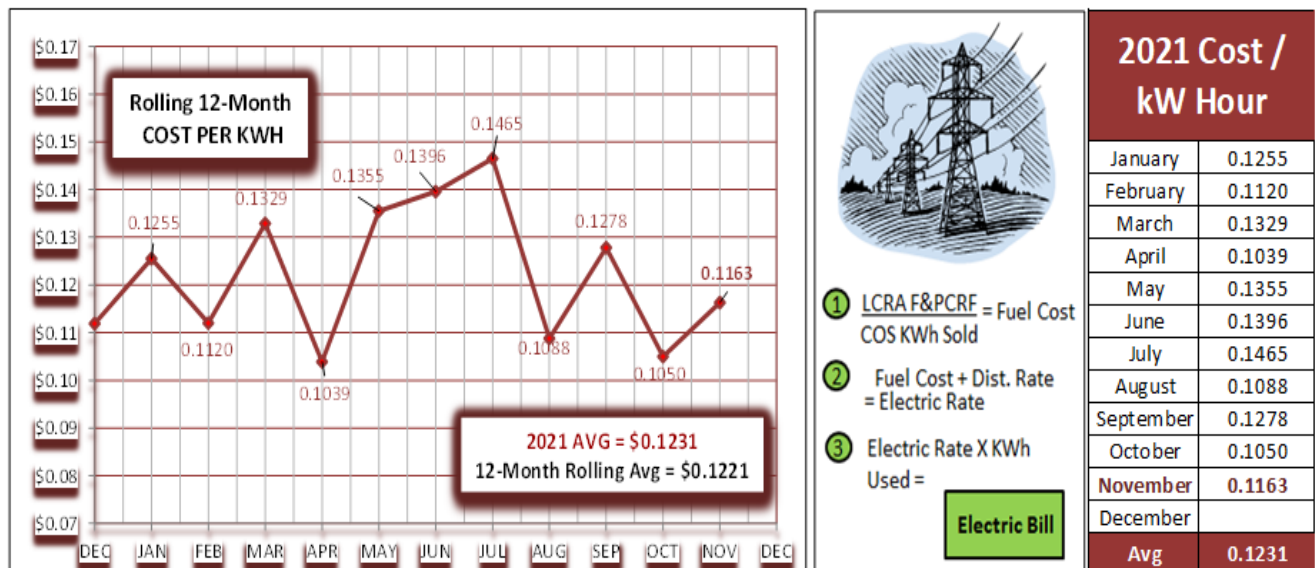 $0.17
$0.16
$0.15
$0.14
$0.13
$0.12
$0.11
$0.10
$0.09
$0.08
$0.07
Rolling 12-Month
COST PER KWH
0.1255
0.1120
0.1329
0.1039
0.1355
0.1396
0.1465
0.1088
0.1278
0.1050
0.1163
2021 AVG = $0.1231
12-Month Rolling Avg = $0.1221
DEC JAN FEB MAR APR MAY JUN JUL AUG SEP OCT NOV DEC
1 LCRA F&PCRF = Fuel Cost
COS KWh Sold
2 Fuel Cost + Dist. Rate
= Electric Rate
3 Electric Rate X KWh
Used =
Electric Bill
2021 Cost /
kW Hour
January 0.1255
February 0.1120
March 0.1329
April 0.1039
May 0.1355
June 0.1396
July 0.1465
August 0.1088
September 0.1278
October 0.1050
November 0.1163
December
Avg 0.1231